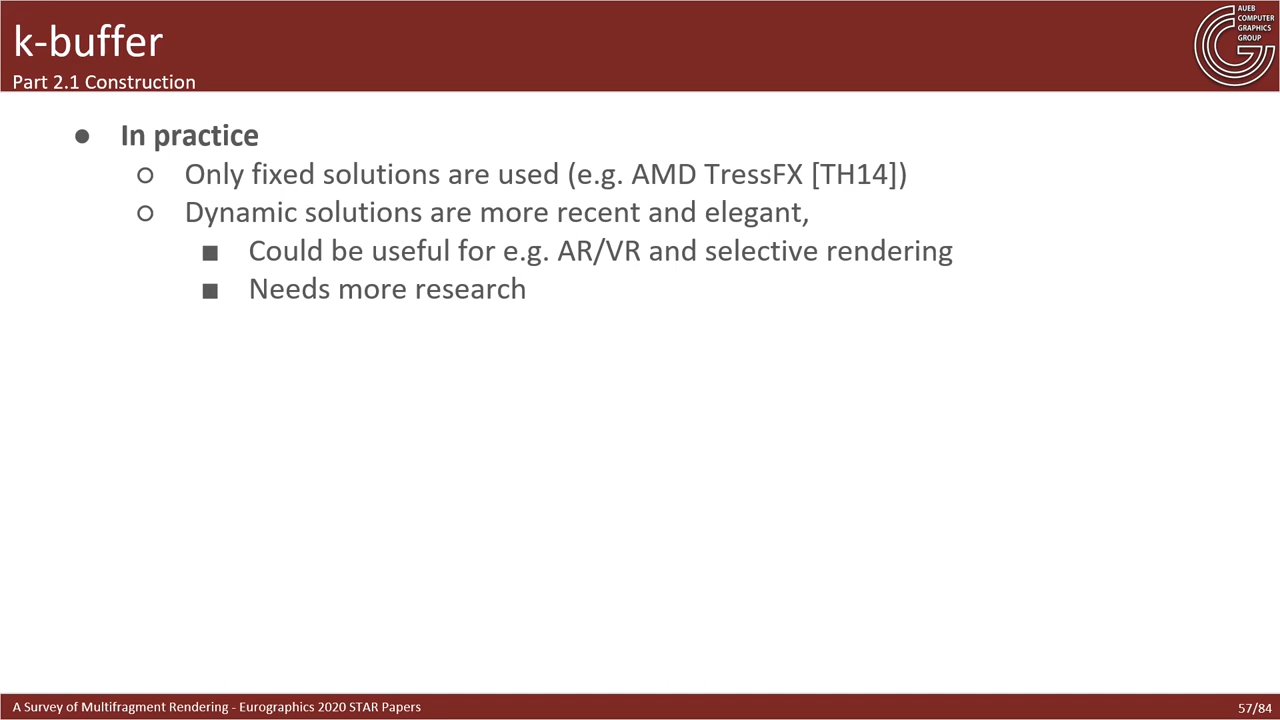 k-buffer
Part 2.1 Construction
AUEB
COMPUTER
GRAPHICS
GROUP
● In practice
○ Only fixed solutions are used (e.g. AMD TressFX [TH14])
○ Dynamic solutions are more recent and elegant,
■ Could be useful for e.g. AR/VR and selective rendering
■ Needs more research
A Survey of Multifragment Rendering - Eurographics 2020 STAR Papers
57/84